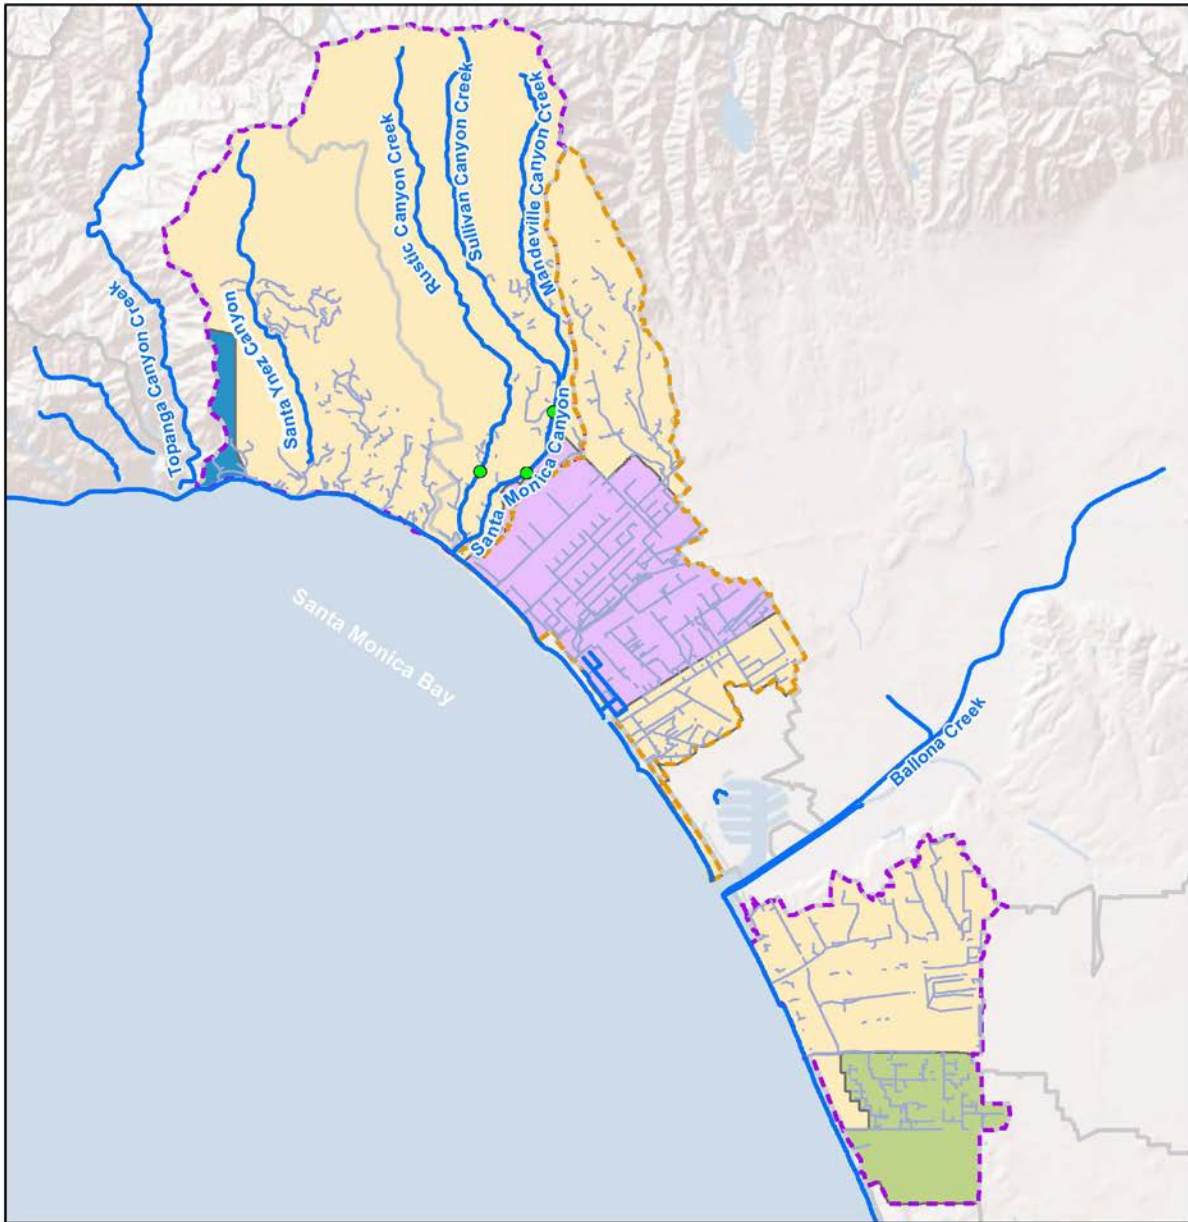 Rustic Canyon Creek
Sullivan Canyon Creek
Mandeville Canyon Creek
Topanga Canyon Creek
Santa Ynez Canyon
Santa Monica Canyon
Santa Monica Bay
Ballona Creek